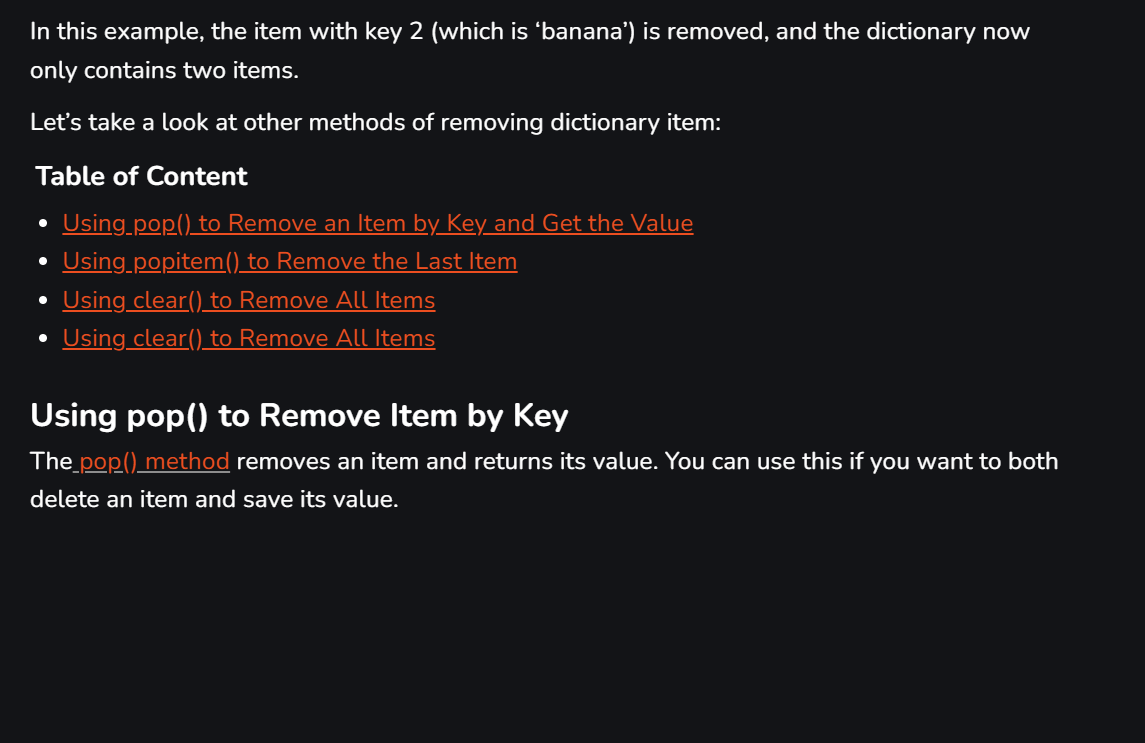 In this example, the item with key 2 (which is ‘banana’) is removed, and the dictionary now
only contains two items.
Let’s take a look at other methods of removing dictionary item:
Table of Content
• Using pop() to Remove an Item by Key and Get the Value
• Using popitem() to Remove the Last Item
• Using clear() to Remove All Items
• Using clear() to Remove All Items
Using pop() to Remove Item by Key
The pop() method removes an item and returns its value. You can use this if you want to both
delete an item and save its value.